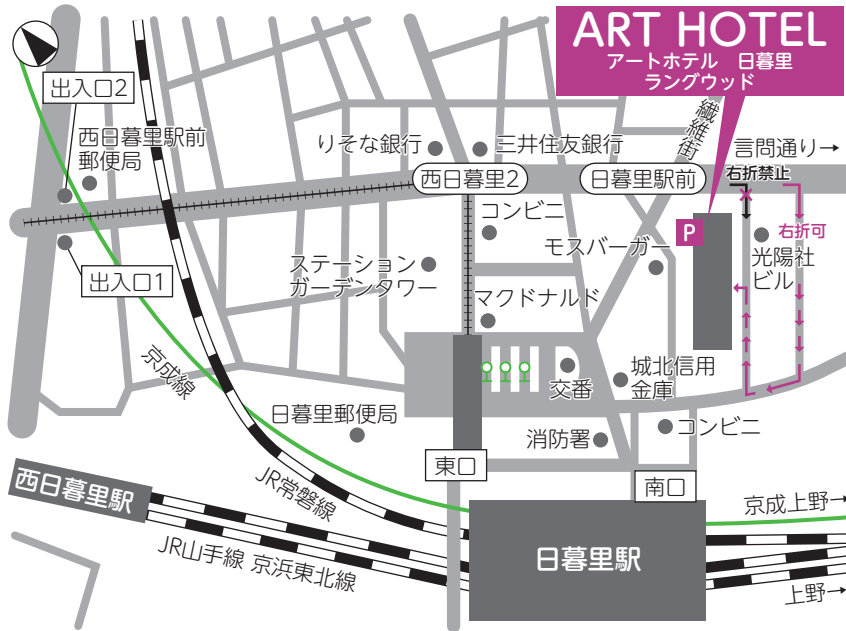 ART HOTEL
アートホテル 日暮里
ラングウッド
出入口2
西日暮里駅前
郵便局
りそな銀行
三井住友銀行
繊維街
言問通り→
西日暮里2
日暮里駅前
右折禁止
コンビニ
P
右折可
モスバーガー
光陽社
ビル
出入口1
ステーション
ガーデンタワー
マクドナルド
京成線
交番
城北信用
金庫
日暮里郵便局
消防署
コンビニ
東口
南口
西日暮里駅
JR常磐線
京成上野→
JR山手線 京浜東北線
日暮里駅
上野→